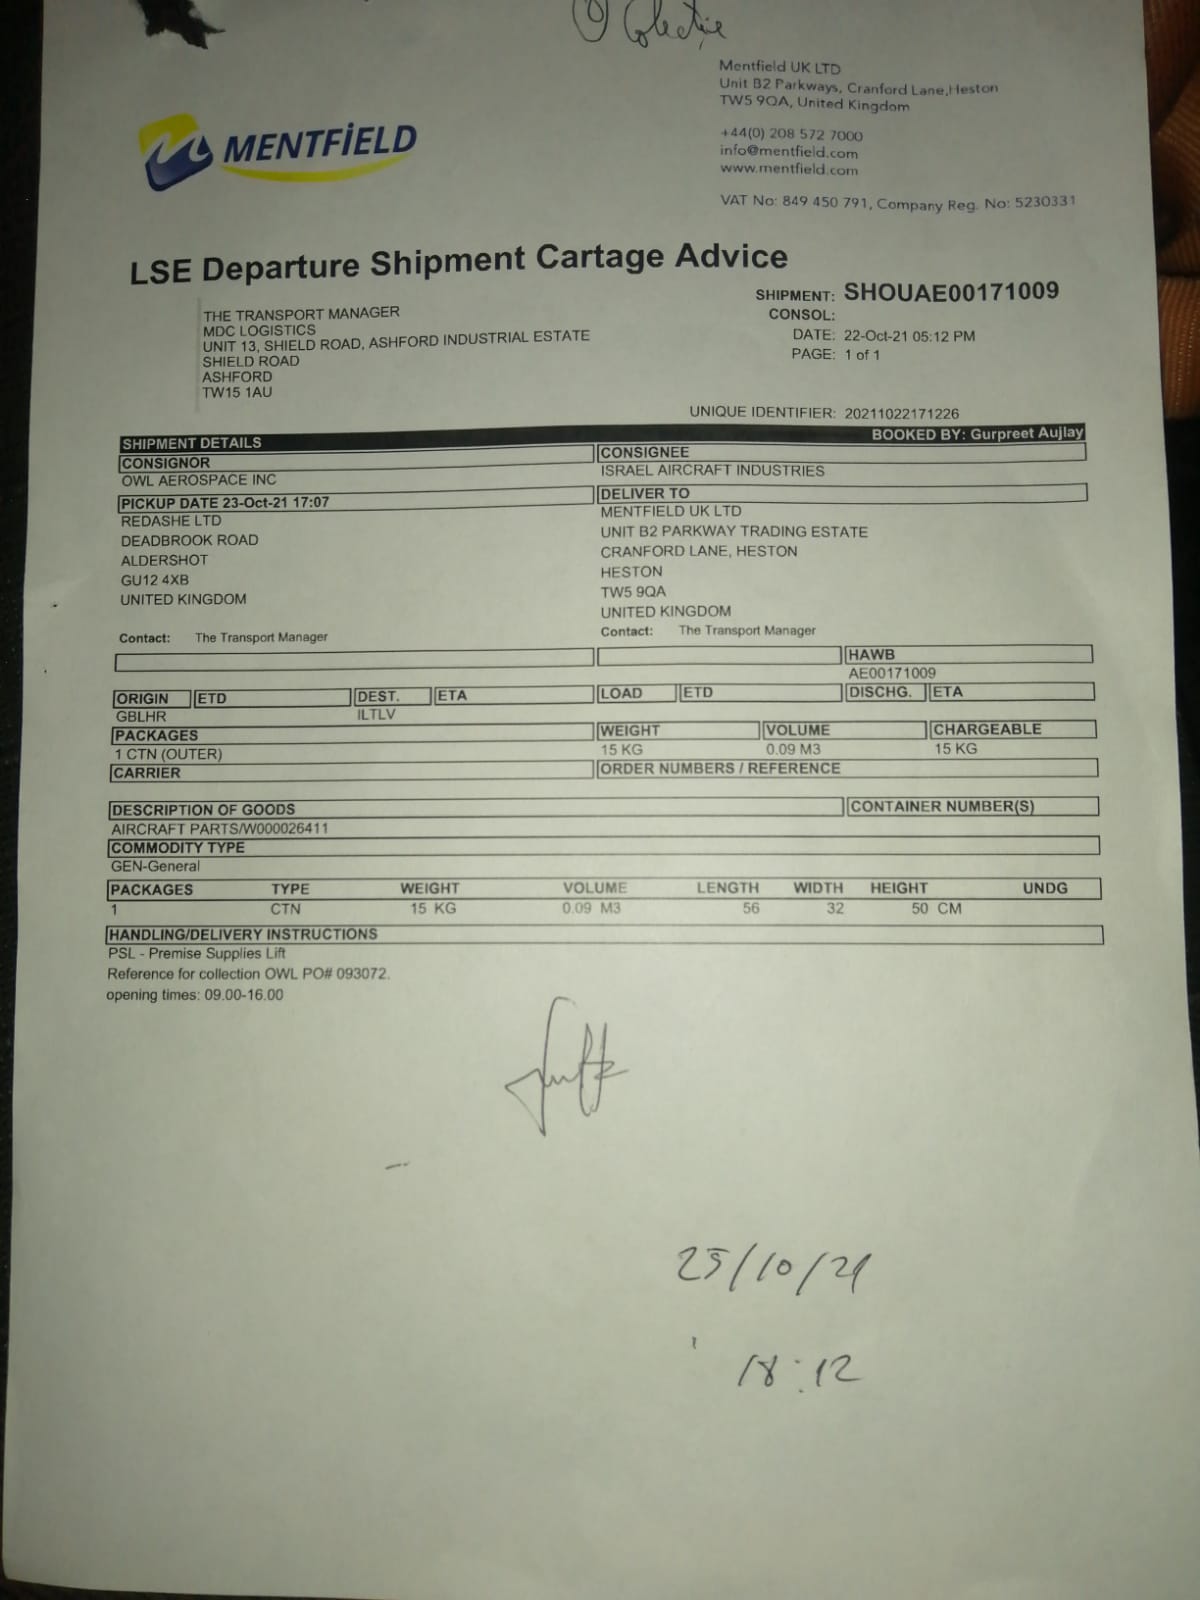 Mentfield UK LTD
Unit B2 Parkways, Cranford Lane,Heston
TW5 9QA, United Kingdom
+44(0) 208 572 7000
info@mentfield.com
www.mentfield.com
VAT No: 849 450 791, Company Reg. No: 5230331
MENTFiELD
LSE Departure Shipment Cartage Advice
SHIPMENT: SHOUAE00171009
CONSOL:
DATE: 22-Oct-21 05:12 PM
PAGE: 1 of 1
THE TRANSPORT MANAGER
MDC LOGISTICS
UNIT 13, SHIELD ROAD, ASHFORD INDUSTRIAL ESTATE
SHIELD ROAD
ASHFORD
TW15 1AU
UNIQUE IDENTIFIER: 20211022171226
SHIPMENT DETAILS BOOKED BY: Gurpreet Aujlay
CONSIGNOR
OWL AEROSPACE INC
PICKUP DATE 23-Oct-21 17:07
REDASHE LTD
DEADBROOK ROAD
ALDERSHOT
GU12 4XB
UNITED KINGDOM
Contact: The Transport Manager
CONSIGNEE
ISRAEL AIRCRAFT INDUSTRIES
DELIVER TO
MENTFIELD UK LTD
UNIT B2 PARKWAY TRADING ESTATE
CRANFORD LANE, HESTON
HESTON
TW5 9QA
UNITED KINGDOM
Contact: The Transport Manager
HAWB
AE00171009
ORIGIN ETD DEST. ETA LOAD ETD DISCHG. ETA
GBLHR ILTLV
PACKAGES WEIGHT VOLUME CHARGEABLE
1 CTN (OUTER) 15 KG 0.09 M3 15 KG
CARRIER ORDER NUMBERS / REFERENCE
DESCRIPTION OF GOODS CONTAINER NUMBER(S)
AIRCRAFT PARTS/W000026411
COMMODITY TYPE
GEN-General
PACKAGES TYPE WEIGHT VOLUME LENGTH WIDTH HEIGHT UNDG
1 CTN 15 KG 0.09 M3 56 32 50 CM
HANDLING/DELIVERY INSTRUCTIONS
PSL - Premise Supplies Lift
Reference for collection OWL PO# 093072.
opening times: 09.00-16.00
25/10/21
18:12